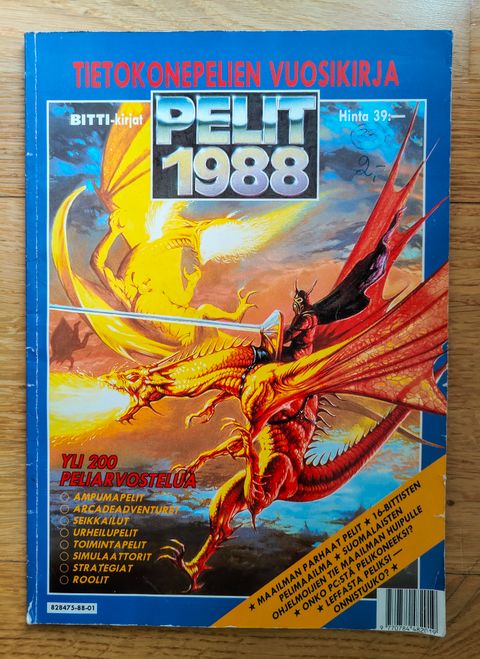 TIETOKONEPELIEN VUOSIKIRJA
BITTI-kirjat
PELIT
1988
Hinta 39:—
2,-
YLI 200
PELIARVOSTELUA
AMPUMAPELIT
ARCADEADVENTURET
SEIKKAILUT
URHEILUPELIT
TOIMINTAPELIT
SIMULAATTORIT
STRATEGIAT
ROOLIT
★ MAAILMAN PARHAAT PELIT ★ 16-BITTISTEN
PELIMAAILMA ★ SUOMALAISTEN
OHJELMOIJIEN TIE MAAILMAN HUIPULLE
★ ONKO PC:STÄ PELIKONEEKSI?
★ LEFFASTA PELIKSI —
ONNISTUUKO? ★
828475-88-01